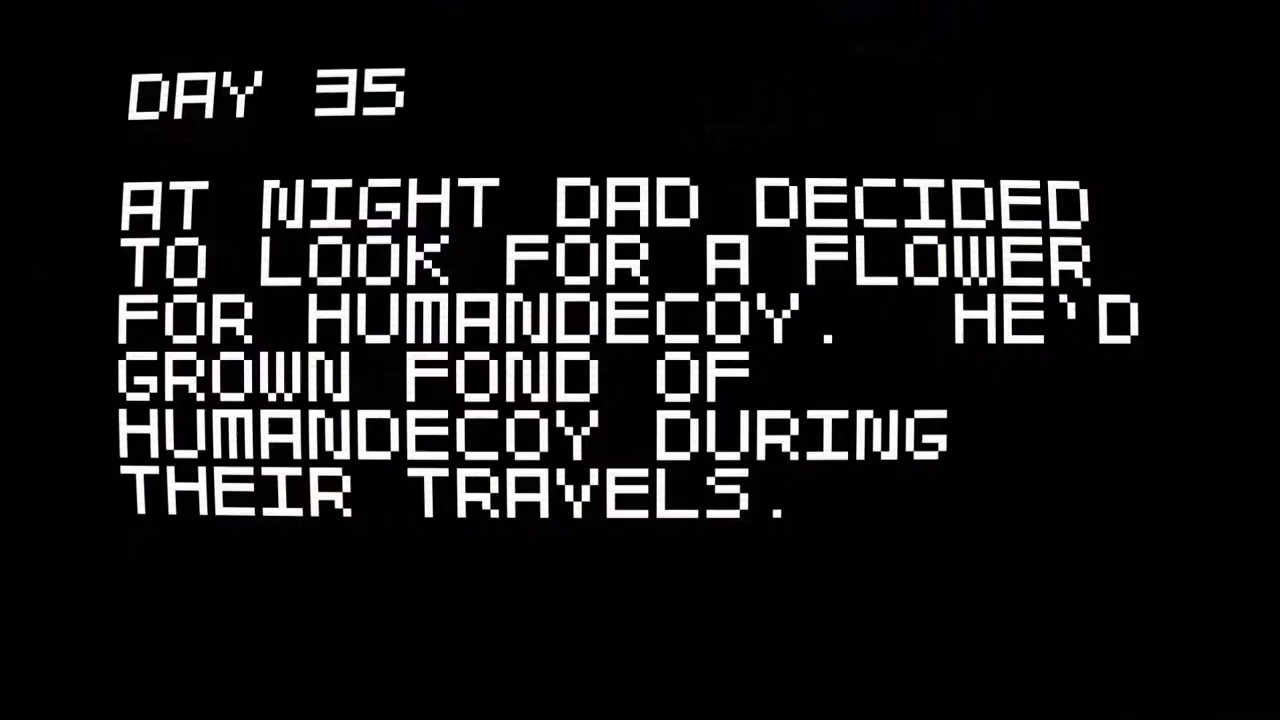 DAY 35
AT NIGHT DAD DECIDED
TO LOOK FOR A FLOWER
FOR HUMANDECOY. HE'D
GROWN FOND OF
HUMANDECOY DURING
THEIR TRAVELS.